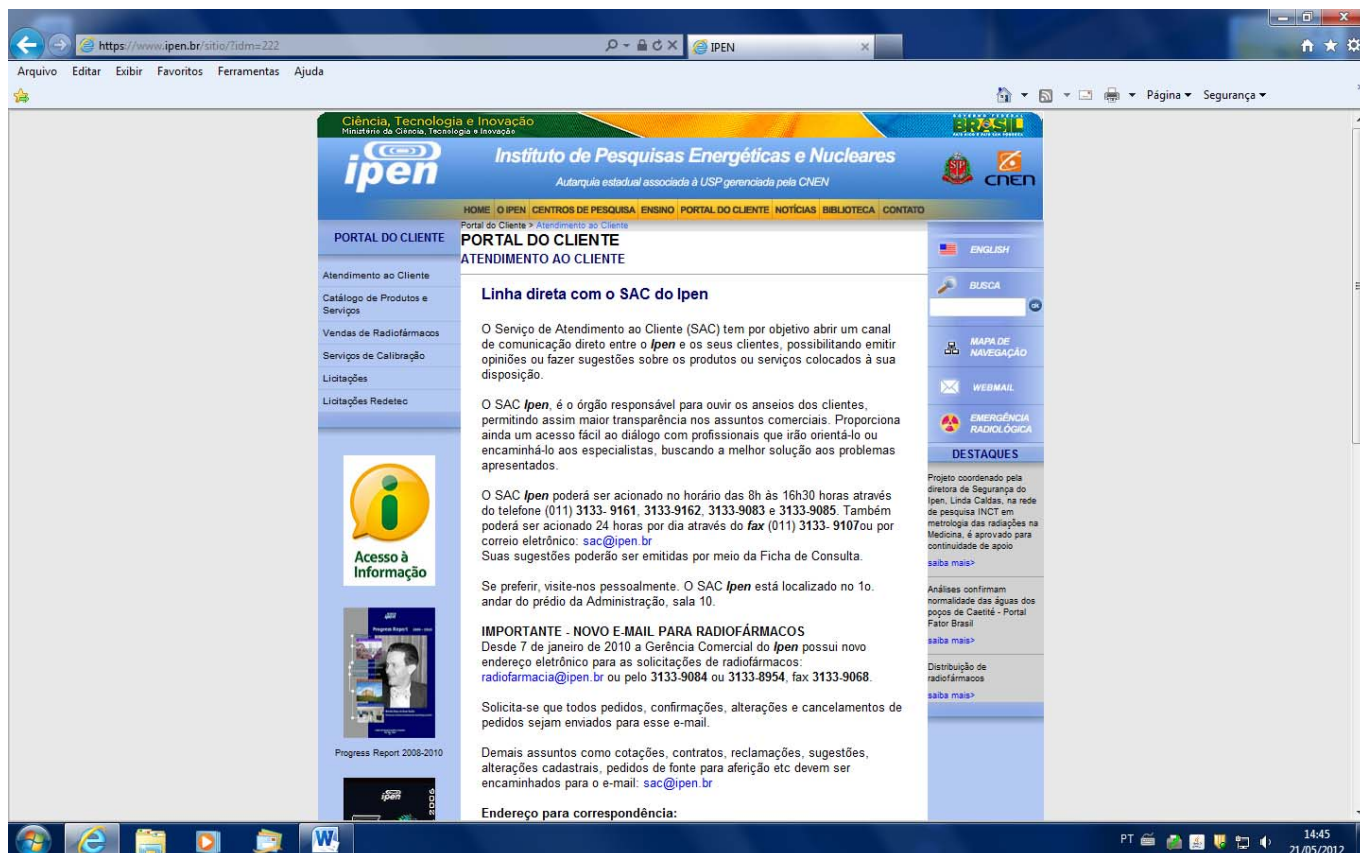 https://www.ipen.br/sitio/?idm=222
IPEN
Arquivo Editar Exibir Favoritos Ferramentas Ajuda
Página Segurança
Ciência, Tecnologia e Inovação
Ministério da Ciência, Tecnologia e Inovação
BRASIL
ipen
Instituto de Pesquisas Energéticas e Nucleares
Autarquia estadual associada à USP gerenciada pela CNEN
SP
CNEN
HOME O IPEN CENTROS DE PESQUISA ENSINO PORTAL DO CLIENTE NOTÍCIAS BIBLIOTECA CONTATO
PORTAL DO CLIENTE
Atendimento ao Cliente
Catálogo de Produtos e
Serviços
Vendas de Radiofármacos
Serviços de Calibração
Licitações
Licitações Redetec
Acesso à
Informação
Progress Report 2008-2010
ipen
2006
Portal do Cliente > Atendimento ao Cliente
PORTAL DO CLIENTE
ATENDIMENTO AO CLIENTE
Linha direta com o SAC do Ipen
O Serviço de Atendimento ao Cliente (SAC) tem por objetivo abrir um canal
de comunicação direto entre o Ipen e os seus clientes, possibilitando emitir
opiniões ou fazer sugestões sobre os produtos ou serviços colocados à sua
disposição.
O SAC Ipen, é o órgão responsável para ouvir os anseios dos clientes,
permitindo assim maior transparência nos assuntos comerciais. Proporciona
ainda um acesso fácil ao diálogo com profissionais que irão orientá-lo ou
encaminhá-lo aos especialistas, buscando a melhor solução aos problemas
apresentados.
O SAC Ipen poderá ser acionado no horário das 8h às 16h30 horas através
do telefone (011) 3133- 9161, 3133-9162, 3133-9083 e 3133-9085. Também
poderá ser acionado 24 horas por dia através do fax (011) 3133- 9107ou por
correio eletrônico: sac@ipen.br
Suas sugestões poderão ser emitidas por meio da Ficha de Consulta.
Se preferir, visite-nos pessoalmente. O SAC Ipen está localizado no 1o.
andar do prédio da Administração, sala 10.
IMPORTANTE - NOVO E-MAIL PARA RADIOFÁRMACOS
Desde 7 de janeiro de 2010 a Gerência Comercial do Ipen possui novo
endereço eletrônico para as solicitações de radiofármacos:
radiofarmacia@ipen.br ou pelo 3133-9084 ou 3133-8954, fax 3133-9068.
Solicita-se que todos pedidos, confirmações, alterações e cancelamentos de
pedidos sejam enviados para esse e-mail.
Demais assuntos como cotações, contratos, reclamações, sugestões,
alterações cadastrais, pedidos de fonte para aferição etc devem ser
encaminhados para o e-mail: sac@ipen.br
Endereço para correspondência:
ENGLISH
BUSCA
ok
MAPA DE
NAVEGAÇÃO
WEBMAIL
EMERGÊNCIA
RADIOLÓGICA
DESTAQUES
Projeto coordenado pela
diretora de Segurança do
Ipen, Linda Caldas, na rede
de pesquisa INCT em
metrologia das radiações na
Medicina, é aprovado para
continuidade de apoio
saiba mais>
Análises confirmam
normalidade das águas dos
poços de Caetité - Portal
Fator Brasil
saiba mais>
Distribuição de
radiofármacos
saiba mais>
PT
14:45
21/05/2012